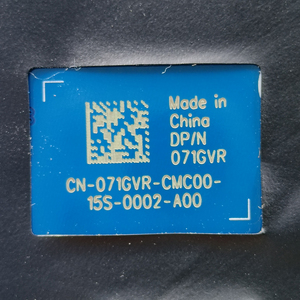 Made in
China
DP/N
071GVR
CN-071GVR-CMC00-
15S-0002-A00